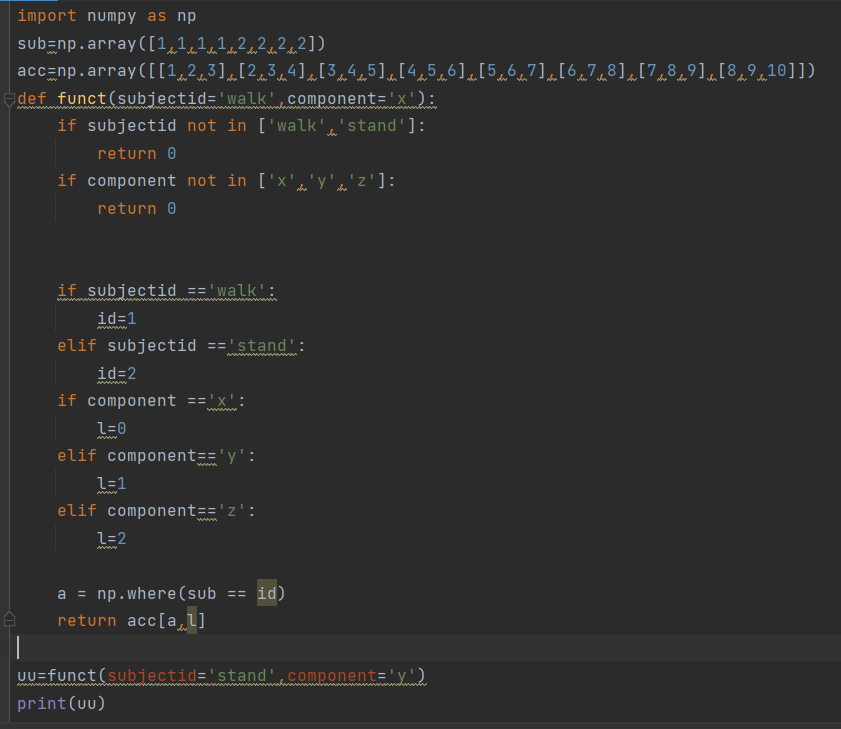 import numpy as np
sub=np.array([1,1,1,1,2,2,2,2])
acc=np.array([[1,2,3],[2,3,4],[3,4,5],[4,5,6],[5,6,7],[6,7,8],[7,8,9],[8,9,10]])
def funct(subjectid='walk',component='x'):
    if subjectid not in ['walk','stand']:
        return 0
    if component not in ['x','y','z']:
        return 0
    if subjectid =='walk':
        id=1
    elif subjectid =='stand':
        id=2
    if component =='x':
        l=0
    elif component=='y':
        l=1
    elif component=='z':
        l=2
    a = np.where(sub == id)
    return acc[a,l]
uu=funct(subjectid='stand',component='y')
print(uu)